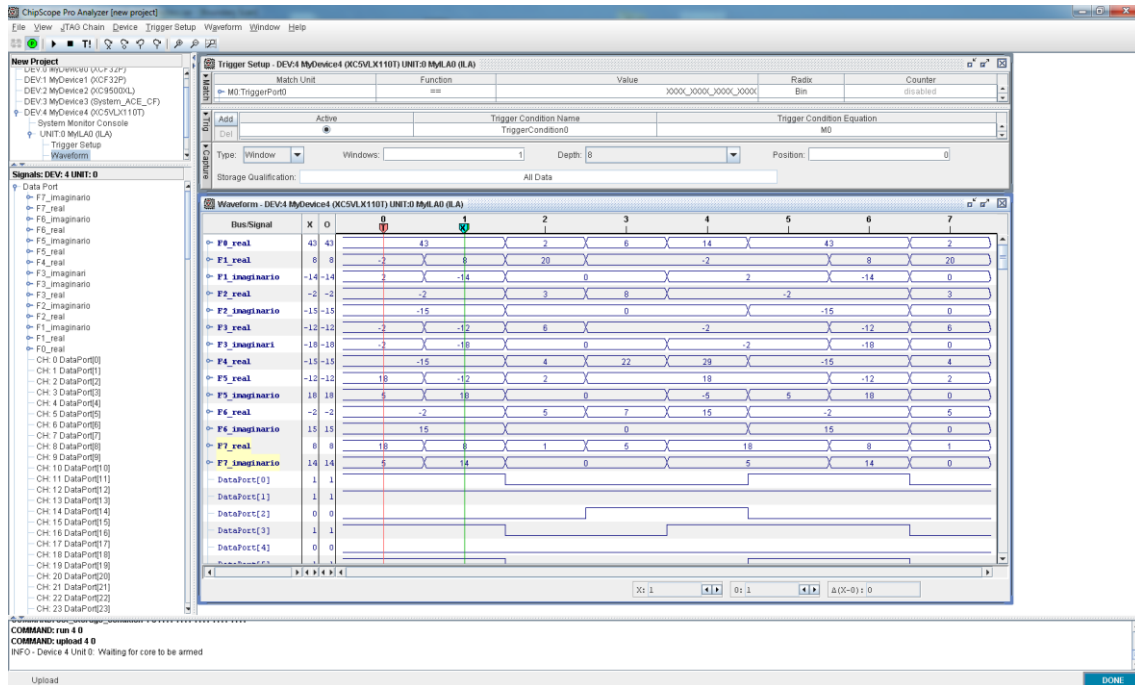 ChipScope Pro Analyzer [new project]
File View JTAG Chain Device Trigger Setup Waveform Window Help
T!
New Project
DEV:0 MyDevice0 (XCF32P)
DEV:1 MyDevice1 (XCF32P)
DEV:2 MyDevice2 (XC9500XL)
DEV:3 MyDevice3 (System_ACE_CF)
DEV:4 MyDevice4 (XC5VLX110T)
System Monitor Console
UNIT:0 MyILA0 (ILA)
Trigger Setup
Waveform
Signals: DEV: 4 UNIT: 0
Data Port
F7_imaginario
F7_real
F6_imaginario
F6_real
F5_imaginario
F5_real
F4_real
F3_imaginari
F3_imaginario
F3_real
F2_imaginario
F2_real
F1_imaginario
F1_real
F0_real
CH: 0 DataPort[0]
CH: 1 DataPort[1]
CH: 2 DataPort[2]
CH: 3 DataPort[3]
CH: 4 DataPort[4]
CH: 5 DataPort[5]
CH: 6 DataPort[6]
CH: 7 DataPort[7]
CH: 8 DataPort[8]
CH: 9 DataPort[9]
CH: 10 DataPort[10]
CH: 11 DataPort[11]
CH: 12 DataPort[12]
CH: 13 DataPort[13]
CH: 14 DataPort[14]
CH: 15 DataPort[15]
CH: 16 DataPort[16]
CH: 17 DataPort[17]
CH: 18 DataPort[18]
CH: 19 DataPort[19]
CH: 20 DataPort[20]
CH: 21 DataPort[21]
CH: 22 DataPort[22]
CH: 23 DataPort[23]
Trigger Setup - DEV:4 MyDevice4 (XC5VLX110T) UNIT:0 MyILA0 (ILA)
Match
Match Unit Function Value Radix Counter
M0:TriggerPort0 == XXXX_XXXX_XXXX_XXXX Bin disabled
Trig
Add Active Trigger Condition Name Trigger Condition Equation
Del TriggerCondition0 M0
Capture
Type: Window Windows: 1 Depth: 8 Position: 0
Storage Qualification: All Data
Waveform - DEV:4 MyDevice4 (XC5VLX110T) UNIT:0 MyILA0 (ILA)
Bus/Signal X O 0 1 2 3 4 5 6 7
T X
F0_real 43 43 43 2 6 14 43 2
F1_real 8 8 -2 8 20 -2 8 20
F1_imaginario -14 -14 2 -14 0 2 -14 0
F2_real -2 -2 -2 3 8 -2 3
F2_imaginario -15 -15 -15 0 -15 0
F3_real -12 -12 -2 -12 6 -2 -12 6
F3_imaginari -18 -18 -2 -18 0 -2 -18 0
F4_real -15 -15 -15 4 22 29 -15 4
F5_real -12 -12 18 -12 2 18 -12 2
F5_imaginario 18 18 5 18 0 -5 5 18 0
F6_real -2 -2 -2 5 7 15 -2 5
F6_imaginario 15 15 15 0 15 0
F7_real 8 8 18 8 1 5 18 8 1
F7_imaginario 14 14 5 14 0 5 14 0
DataPort[0] 1 1
DataPort[1] 1 1
DataPort[2] 0 0
DataPort[3] 1 1
DataPort[4] 0 0
X: 1 O: 1 Δ(X-O): 0
COMMAND: run 4 0
COMMAND: upload 4 0
INFO - Device 4 Unit 0: Waiting for core to be armed
Upload DONE